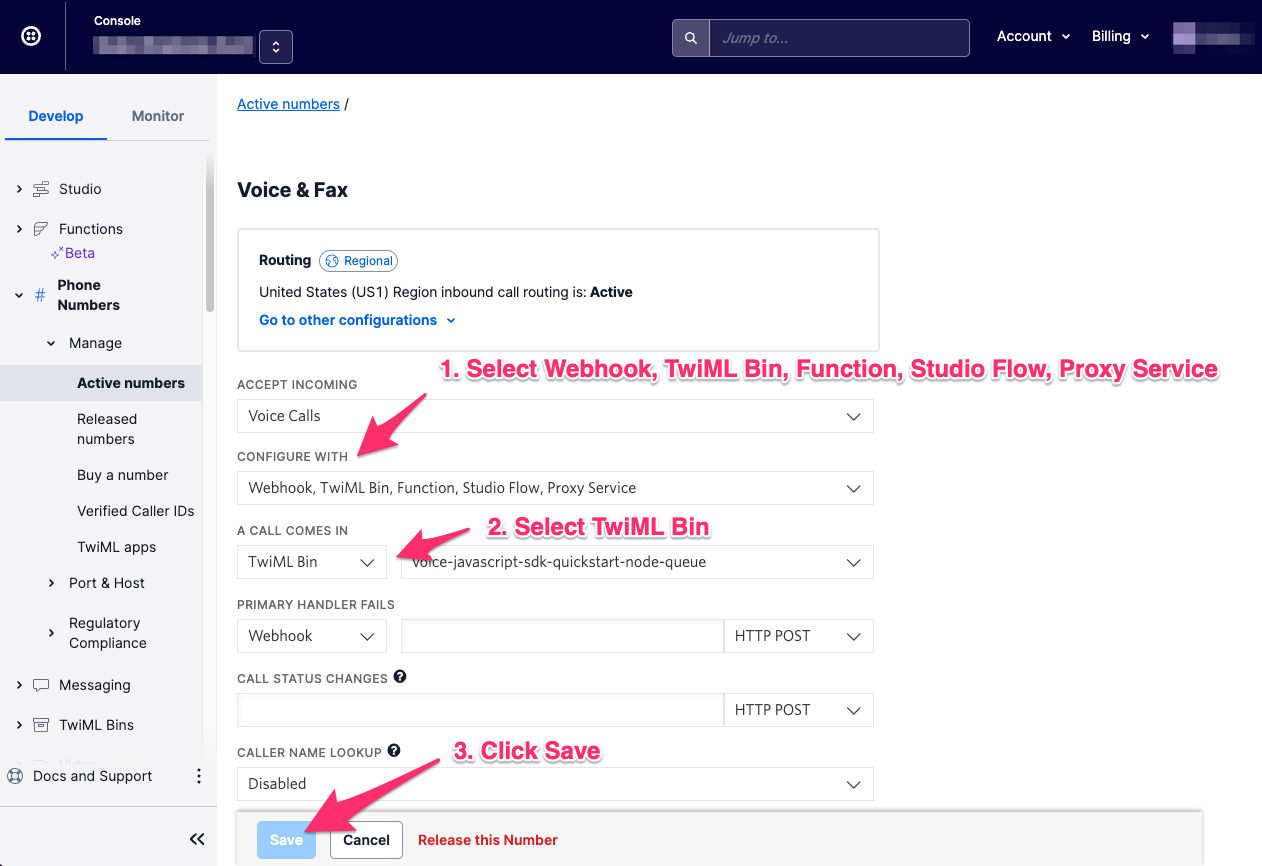 Console
Jump to...
Account
Billing
Develop
Monitor
Studio
Functions
Beta
# Phone
Numbers
Manage
Active numbers
Released
numbers
Buy a number
Verified Caller IDs
TwiML apps
Port & Host
Regulatory
Compliance
Messaging
TwiML Bins
Video
Docs and Support
Active numbers /
Voice & Fax
Routing Regional
United States (US1) Region inbound call routing is: Active
Go to other configurations
1. Select Webhook, TwiML Bin, Function, Studio Flow, Proxy Service
ACCEPT INCOMING
Voice Calls
CONFIGURE WITH
Webhook, TwiML Bin, Function, Studio Flow, Proxy Service
2. Select TwiML Bin
A CALL COMES IN
TwiML Bin voice-javascript-sdk-quickstart-node-queue
PRIMARY HANDLER FAILS
Webhook HTTP POST
CALL STATUS CHANGES ?
HTTP POST
3. Click Save
CALLER NAME LOOKUP ?
Disabled
Save Cancel Release this Number